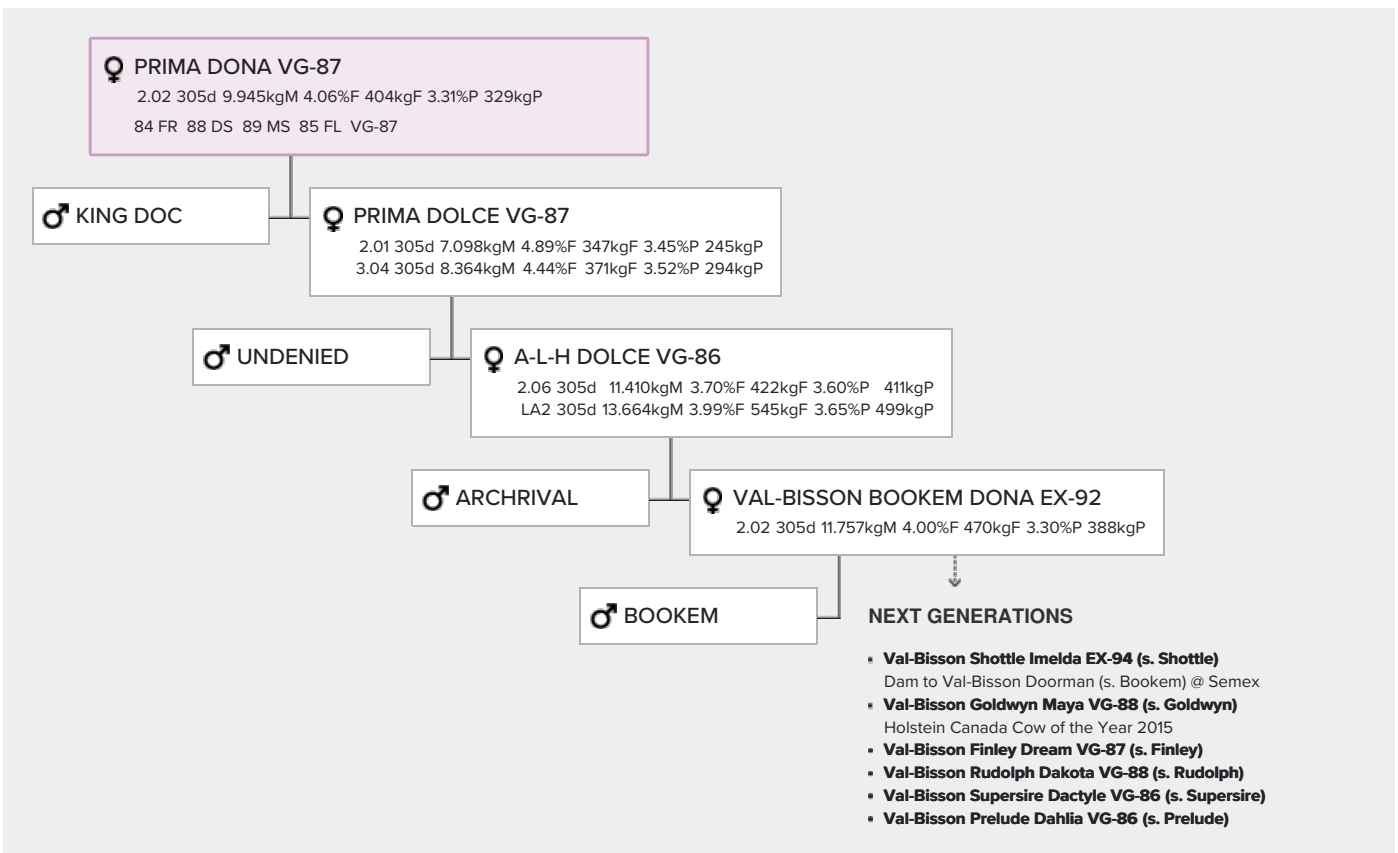 PRIMA DONA VG-87
2.02 305d 9.945kgM 4.06%F 404kgF 3.31%P 329kgP
84 FR 88 DS 89 MS 85 FL VG-87
KING DOC
PRIMA DOLCE VG-87
2.01 305d 7.098kgM 4.89%F 347kgF 3.45%P 245kgP
3.04 305d 8.364kgM 4.44%F 371kgF 3.52%P 294kgP
UNDENIED
A-L-H DOLCE VG-86
2.06 305d 11.410kgM 3.70%F 422kgF 3.60%P 411kgP
LA2 305d 13.664kgM 3.99%F 545kgF 3.65%P 499kgP
ARCHRIVAL
VAL-BISSON BOOKEM DONA EX-92
2.02 305d 11.757kgM 4.00%F 470kgF 3.30%P 388kgP
BOOKEM
NEXT GENERATIONS
Val-Bisson Shottle Imelda EX-94 (s. Shottle)
Dam to Val-Bisson Doorman (s. Bookem) @ Semex
Val-Bisson Goldwyn Maya VG-88 (s. Goldwyn)
Holstein Canada Cow of the Year 2015
Val-Bisson Finley Dream VG-87 (s. Finley)
Val-Bisson Rudolph Dakota VG-88 (s. Rudolph)
Val-Bisson Supersire Dactyle VG-86 (s. Supersire)
Val-Bisson Prelude Dahlia VG-86 (s. Prelude)